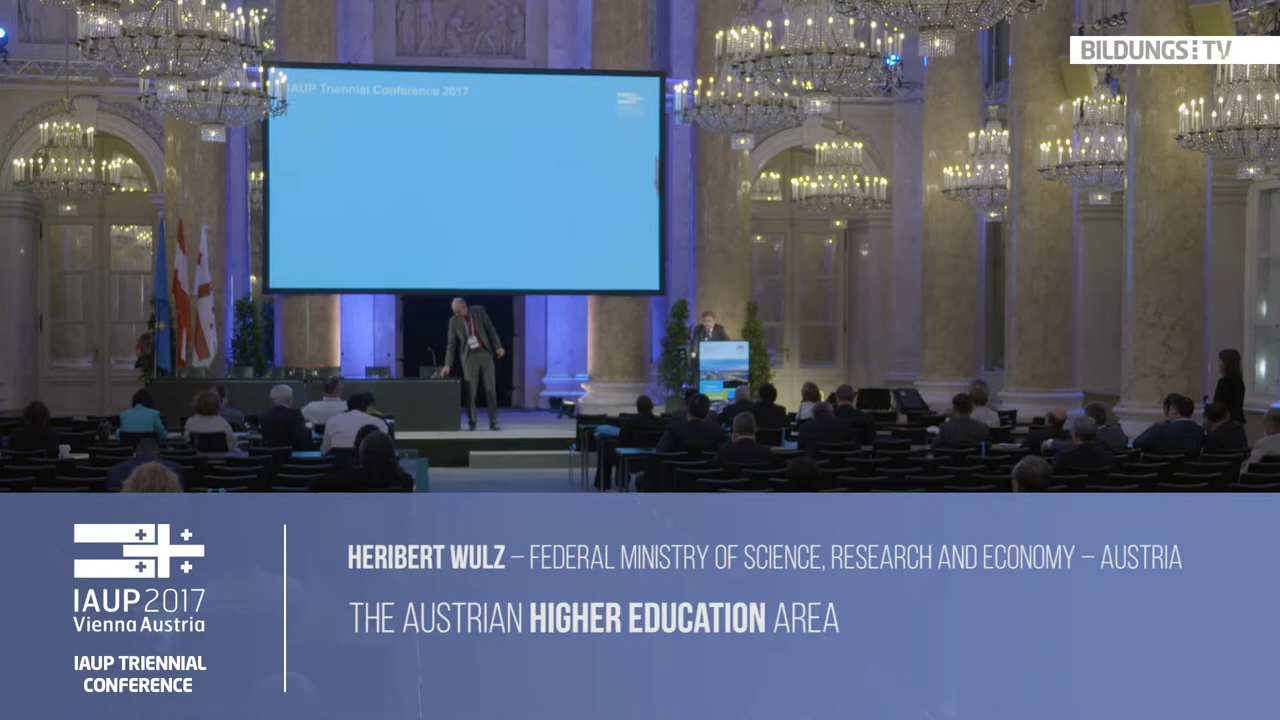 BILDUNGS TV
IAUP Triennial Conference 2017
HERIBERT WULZ – FEDERAL MINISTRY OF SCIENCE, RESEARCH AND ECONOMY – AUSTRIA
THE AUSTRIAN HIGHER EDUCATION AREA
IAUP 2017
Vienna Austria
IAUP TRIENNIAL
CONFERENCE